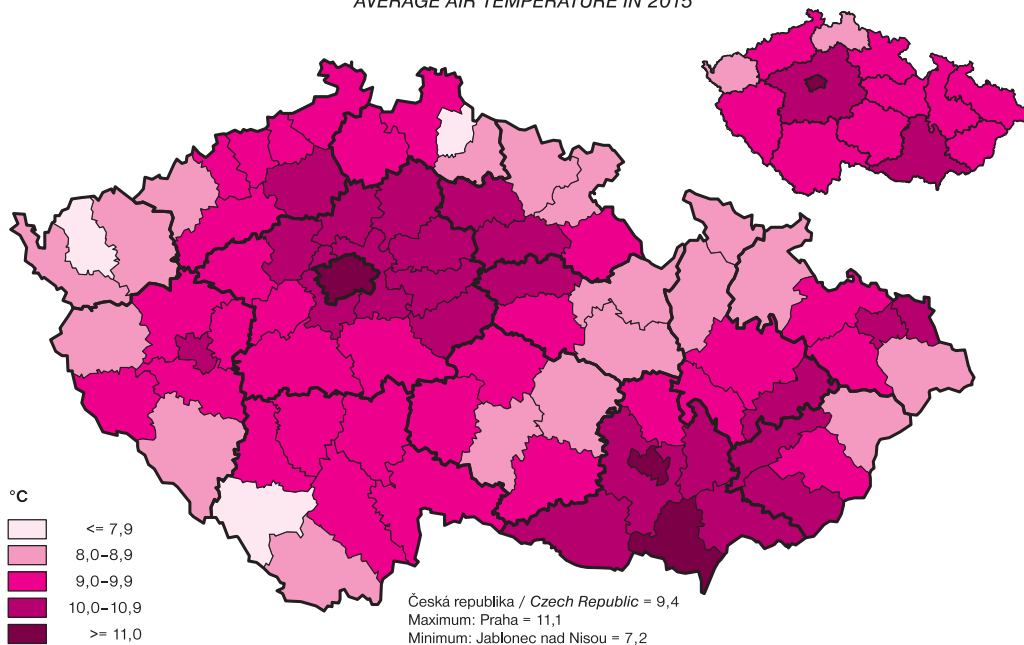 AVERAGE AIR TEMPERATURE IN 2015
°C
<= 7,9
8,0–8,9
9,0–9,9
10,0–10,9
>= 11,0
Česká republika / Czech Republic = 9,4
Maximum: Praha = 11,1
Minimum: Jablonec nad Nisou = 7,2